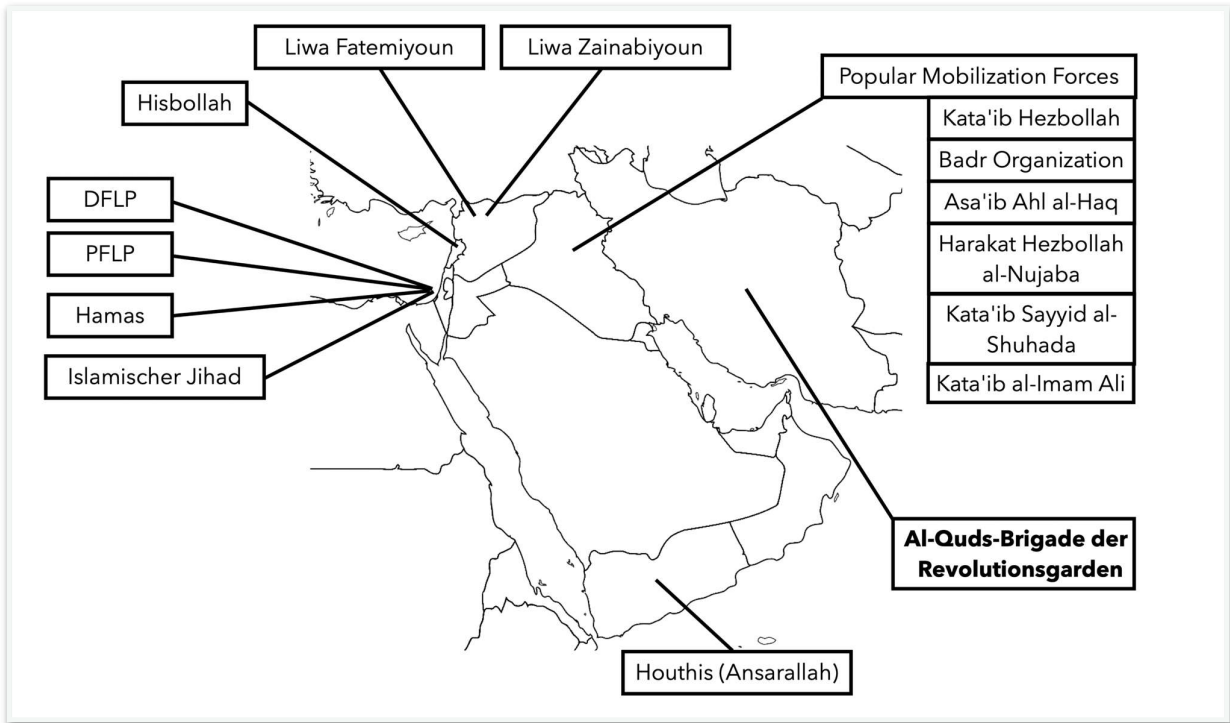 Liwa Fatemiyoun
Liwa Zainabiyoun
Hisbollah
Popular Mobilization Forces
Kata'ib Hezbollah
Badr Organization
Asa'ib Ahl al-Haq
Harakat Hezbollah
al-Nujaba
Kata'ib Sayyid al-
Shuhada
Kata'ib al-Imam Ali
DFLP
PFLP
Hamas
Islamischer Jihad
Al-Quds-Brigade der
Revolutionsgarden
Houthis (Ansarallah)